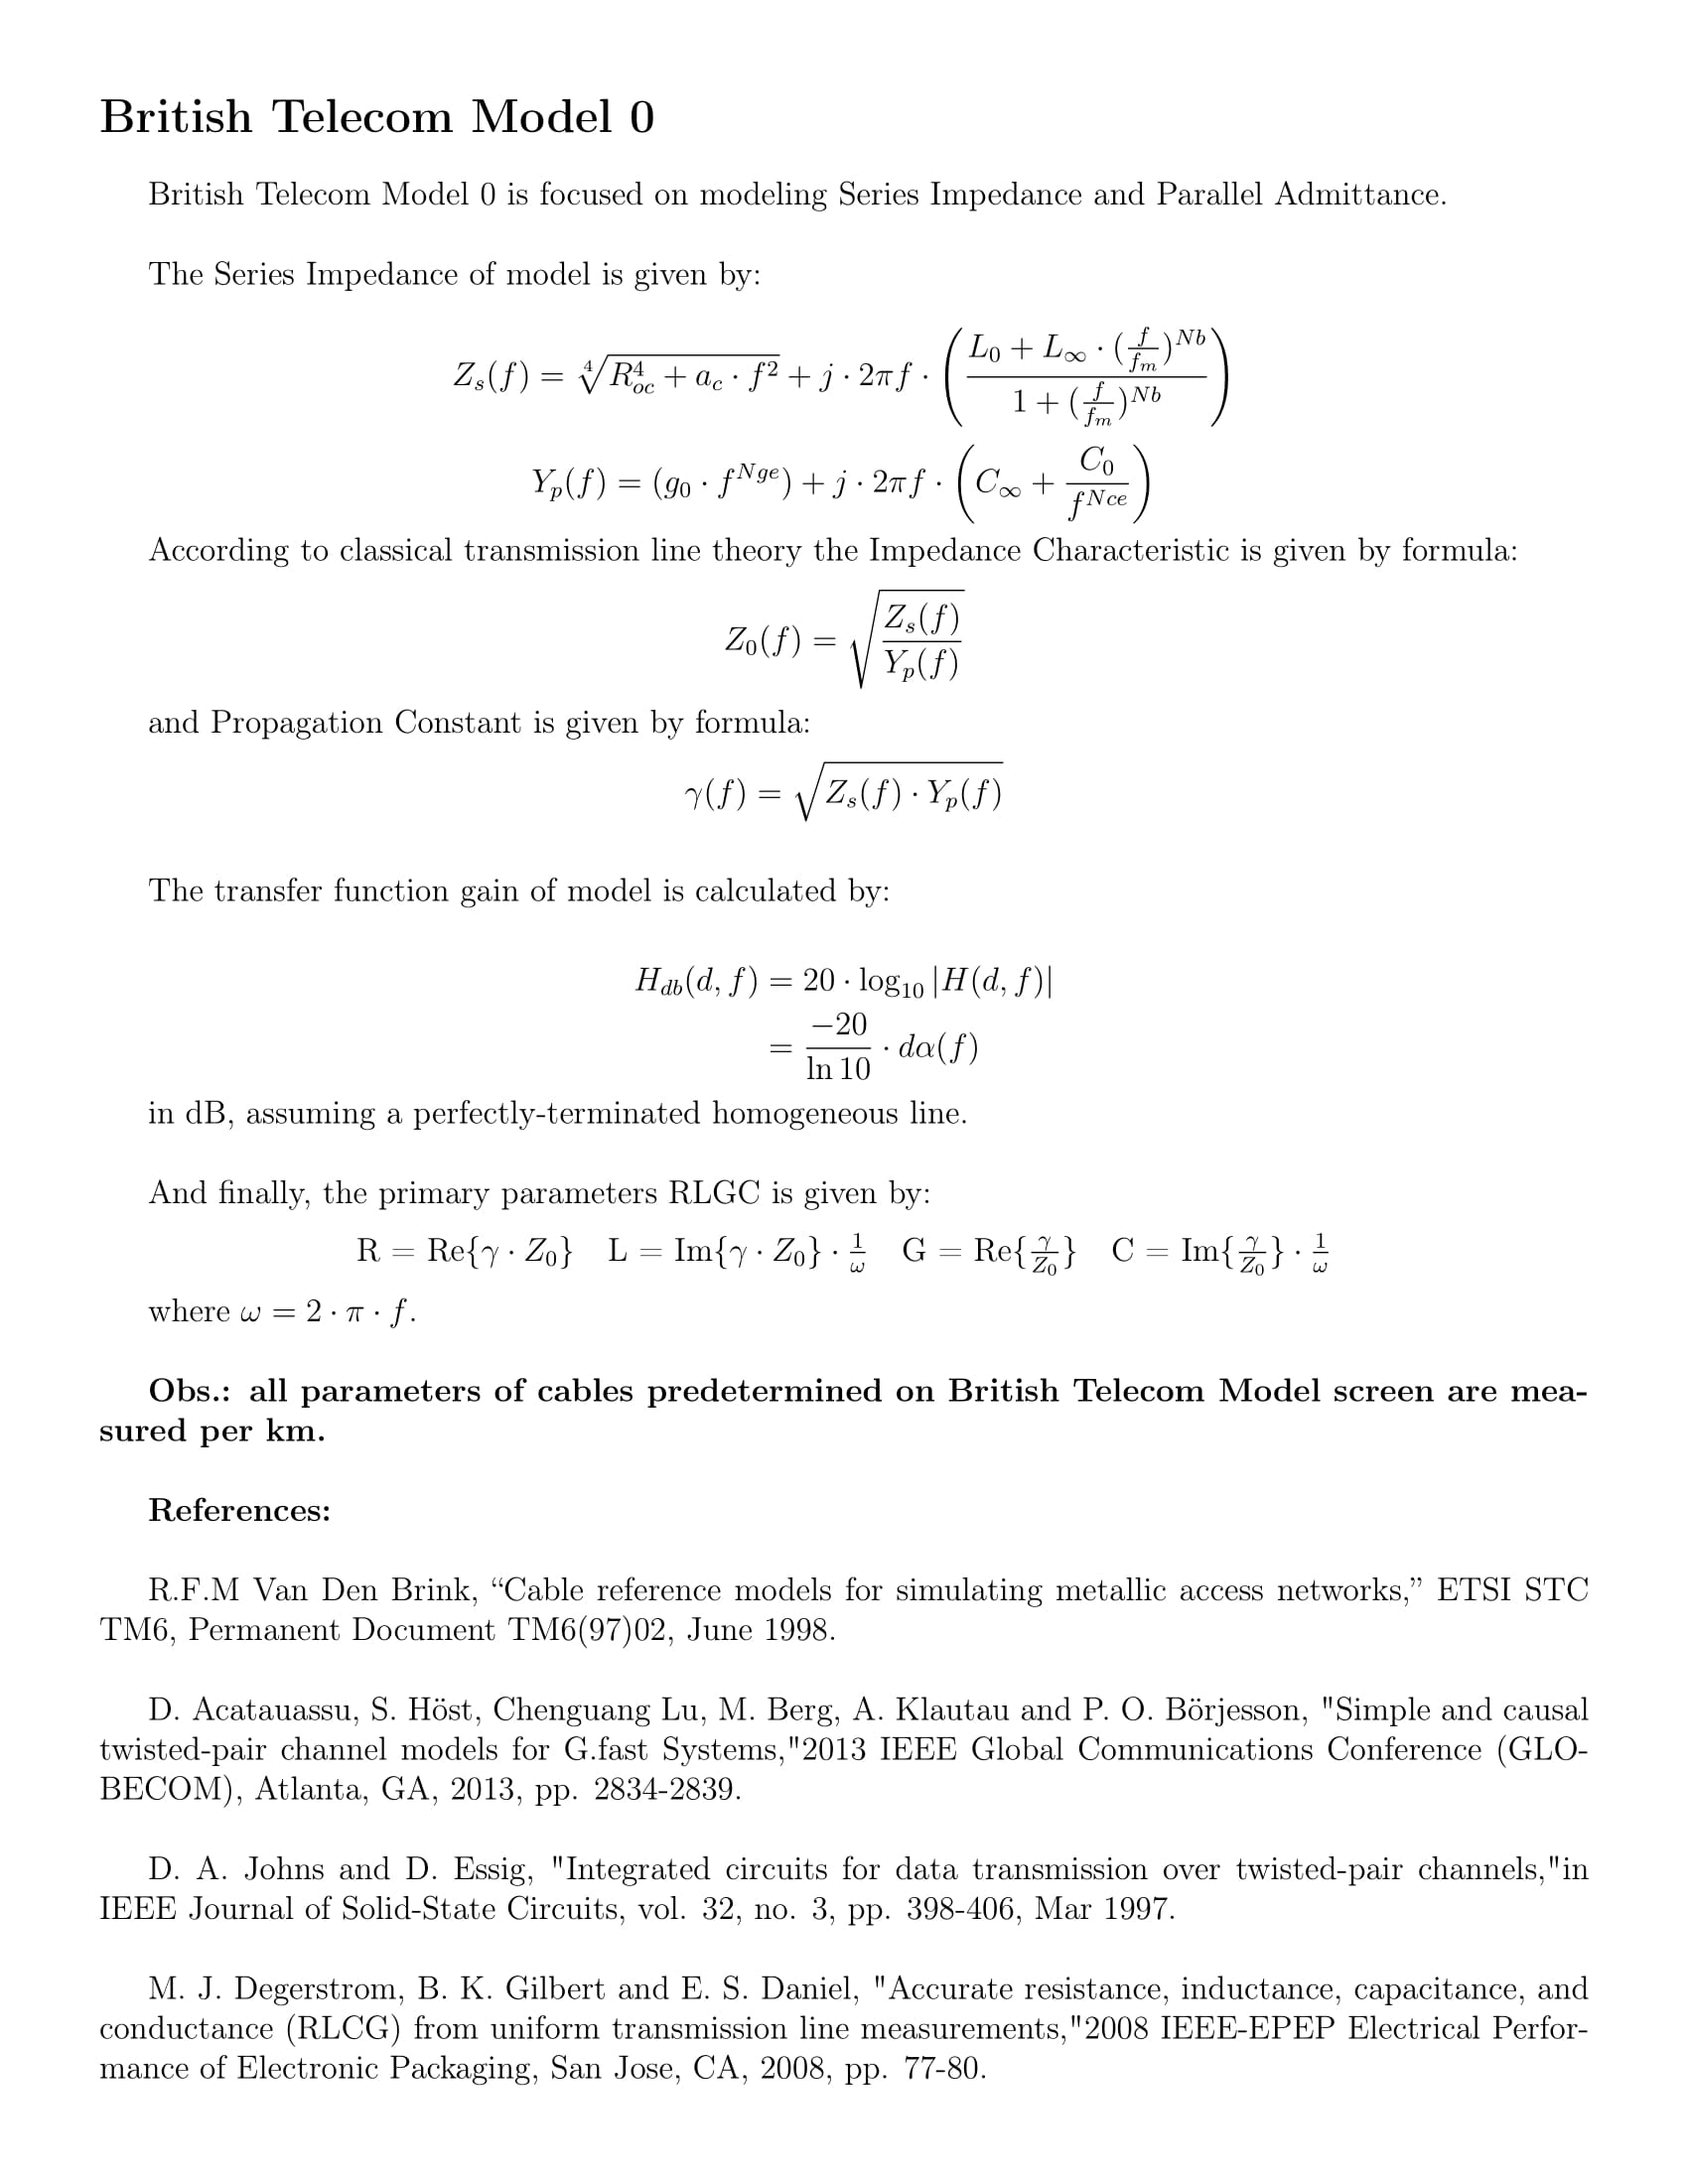 British Telecom Model 0
British Telecom Model 0 is focused on modeling Series Impedance and Parallel Admittance.
The Series Impedance of model is given by:
$Z_s(f) = \sqrt[4]{R_{oc}^4 + a_c \cdot f^2} + j \cdot 2\pi f \cdot \left( \frac{L_0 + L_\infty \cdot (\frac{f}{f_m})^{Nb}}{1 + (\frac{f}{f_m})^{Nb}} \right)$
$Y_p(f) = (g_0 \cdot f^{Nge}) + j \cdot 2\pi f \cdot \left( C_\infty + \frac{C_0}{f^{Nce}} \right)$
According to classical transmission line theory the Impedance Characteristic is given by formula:
$Z_0(f) = \sqrt{\frac{Z_s(f)}{Y_p(f)}}$
and Propagation Constant is given by formula:
$\gamma(f) = \sqrt{Z_s(f) \cdot Y_p(f)}$
The transfer function gain of model is calculated by:
$H_{db}(d, f) = 20 \cdot \log_{10} |H(d, f)|$
$= \frac{-20}{\ln 10} \cdot d\alpha(f)$
in dB, assuming a perfectly-terminated homogeneous line.
And finally, the primary parameters RLGC is given by:
R = Re{$\gamma \cdot Z_0$} L = Im{$\gamma \cdot Z_0$} $\cdot \frac{1}{\omega}$ G = Re{$\frac{\gamma}{Z_0}$} C = Im{$\frac{\gamma}{Z_0}$} $\cdot \frac{1}{\omega}$
where $\omega = 2 \cdot \pi \cdot f$.
Obs.: all parameters of cables predetermined on British Telecom Model screen are mea-
sured per km.
References:
R.F.M Van Den Brink, “Cable reference models for simulating metallic access networks,” ETSI STC
TM6, Permanent Document TM6(97)02, June 1998.
D. Acatauassu, S. Höst, Chenguang Lu, M. Berg, A. Klautau and P. O. Börjesson, "Simple and causal
twisted-pair channel models for G.fast Systems,"2013 IEEE Global Communications Conference (GLO-
BECOM), Atlanta, GA, 2013, pp. 2834-2839.
D. A. Johns and D. Essig, "Integrated circuits for data transmission over twisted-pair channels,"in
IEEE Journal of Solid-State Circuits, vol. 32, no. 3, pp. 398-406, Mar 1997.
M. J. Degerstrom, B. K. Gilbert and E. S. Daniel, "Accurate resistance, inductance, capacitance, and
conductance (RLCG) from uniform transmission line measurements,"2008 IEEE-EPEP Electrical Perfor-
mance of Electronic Packaging, San Jose, CA, 2008, pp. 77-80.